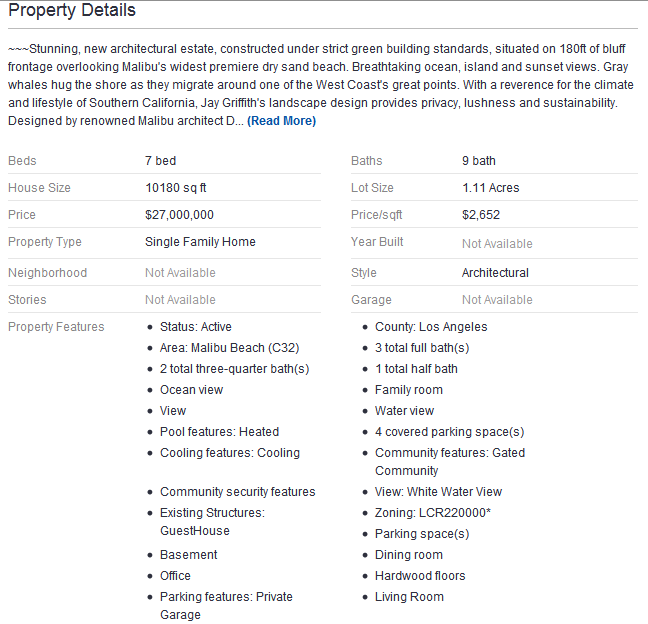 Property Details
~~~Stunning, new architectural estate, constructed under strict green building standards, situated on 180ft of bluff
frontage overlooking Malibu's widest premiere dry sand beach. Breathtaking ocean, island and sunset views. Gray
whales hug the shore as they migrate around one of the West Coast's great points. With a reverence for the climate
and lifestyle of Southern California, Jay Griffith's landscape design provides privacy, lushness and sustainability.
Designed by renowned Malibu architect D... (Read More)
Beds 7 bed Baths 9 bath
House Size 10180 sq ft Lot Size 1.11 Acres
Price $27,000,000 Price/sqft $2,652
Property Type Single Family Home Year Built Not Available
Neighborhood Not Available Style Architectural
Stories Not Available Garage Not Available
Property Features • Status: Active • County: Los Angeles
• Area: Malibu Beach (C32) • 3 total full bath(s)
• 2 total three-quarter bath(s) • 1 total half bath
• Ocean view • Family room
• View • Water view
• Pool features: Heated • 4 covered parking space(s)
• Cooling features: Cooling • Community features: Gated
Community
• Community security features • View: White Water View
• Existing Structures: • Zoning: LCR220000*
GuestHouse • Parking space(s)
• Basement • Dining room
• Office • Hardwood floors
• Parking features: Private • Living Room
Garage